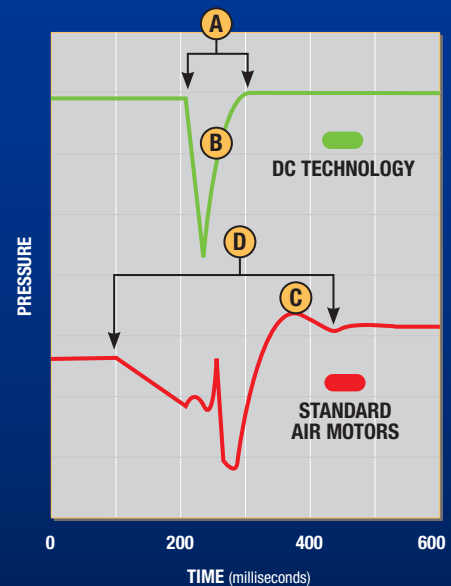 A
B
DC TECHNOLOGY
D
C
PRESSURE
STANDARD
AIR MOTORS
0 200 400 600
TIME (milliseconds)